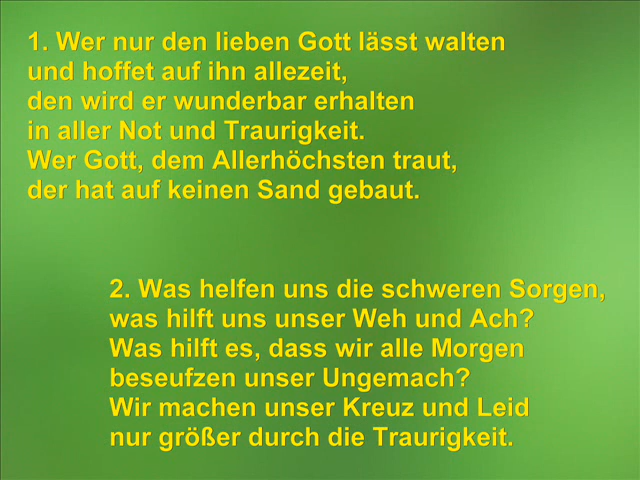 1. Wer nur den lieben Gott lässt walten
und hoffet auf ihn allezeit,
den wird er wunderbar erhalten
in aller Not und Traurigkeit.
Wer Gott, dem Allerhöchsten traut,
der hat auf keinen Sand gebaut.
2. Was helfen uns die schweren Sorgen,
was hilft uns unser Weh und Ach?
Was hilft es, dass wir alle Morgen
beseufzen unser Ungemach?
Wir machen unser Kreuz und Leid
nur größer durch die Traurigkeit.